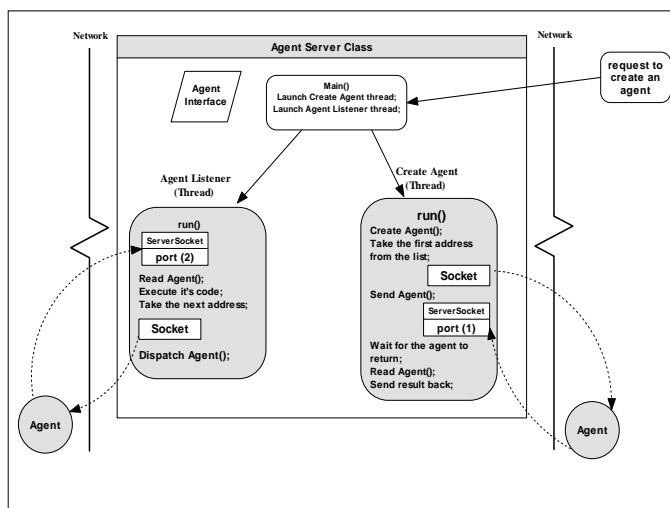 Network
Network
Agent Server Class
Agent
Interface
Main()
Launch Create Agent thread;
Launch Agent Listener thread;
request to
create an
agent
Agent Listener
(Thread)
Create Agent
(Thread)
run()
ServerSocket
port (2)
Read Agent();
Execute it's code;
Take the next address;
Socket
Dispatch Agent();
run()
Create Agent();
Take the first address
from the list;
Socket
Send Agent();
ServerSocket
port (1)
Wait for the agent to
return;
Read Agent();
Send result back;
Agent
Agent